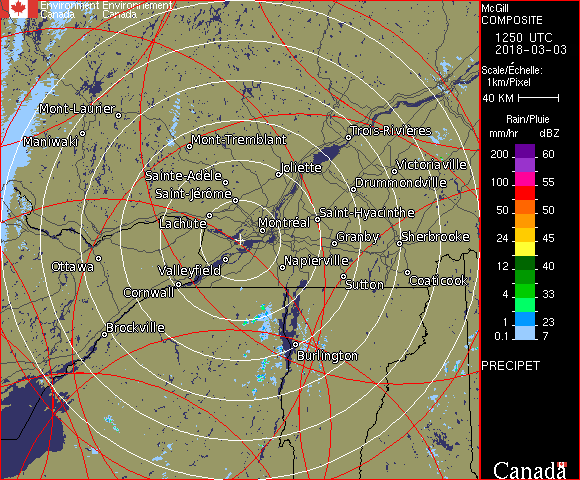 Environment Environnement
Canada Canada
McGill
COMPOSITE
1250 UTC
2018-03-03
Scale/Échelle:
1km/Pixel
40 KM
Rain/Pluie
mm/hr dBZ
200 60
100 55
50 50
24 45
12 40
4 33
1 23
0.1 7
PRECIPET
Canada
Mont-Laurier
Maniwaki
Mont-Tremblant
Trois-Rivières
Sainte-Adèle
Joliette
Victoriaville
Saint-Jérôme
Drummondville
Lachute
Montréal
Saint-Hyacinthe
Granby
Sherbrooke
Ottawa
Valleyfield
Napierville
Cornwall
Sutton
Coaticook
Brockville
Burlington